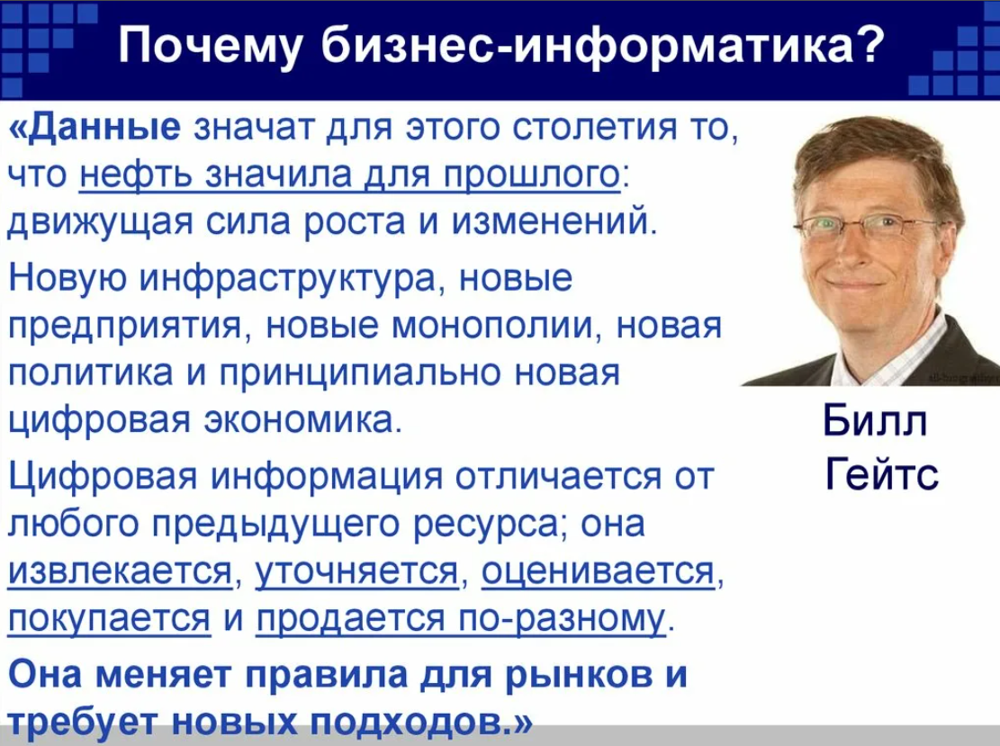 Почему бизнес-информатика?
«Данные значат для этого столетия то,
что нефть значила для прошлого:
движущая сила роста и изменений.
Новую инфраструктура, новые
предприятия, новые монополии, новая
политика и принципиально новая
цифровая экономика.
Цифровая информация отличается от
любого предыдущего ресурса; она
извлекается, уточняется, оценивается,
покупается и продается по-разному.
Она меняет правила для рынков и
требует новых подходов.»
Билл
Гейтс